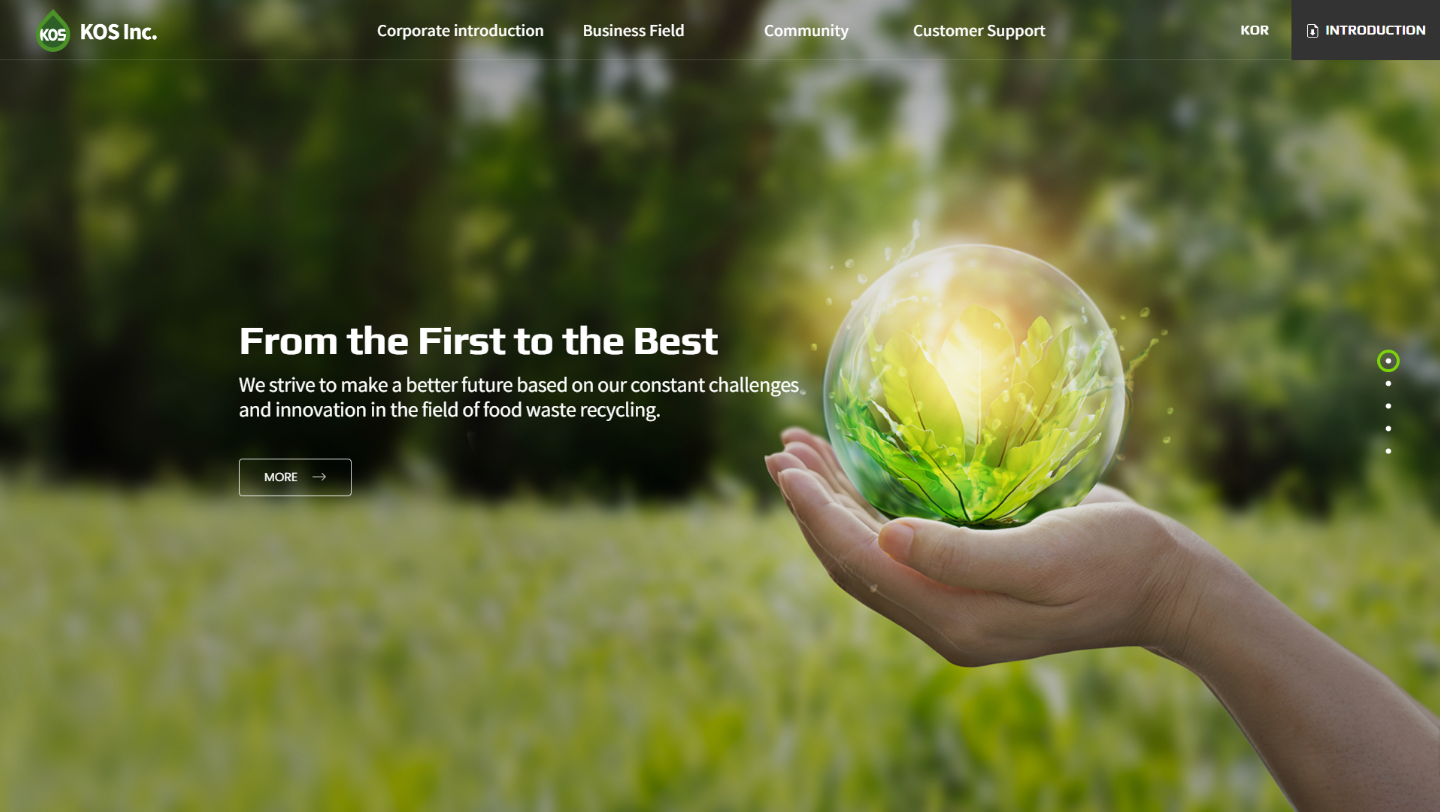 KOS
KOS Inc.
Corporate introduction
Business Field
Community
Customer Support
KOR
INTRODUCTION
From the First to the Best
We strive to make a better future based on our constant challenges
and innovation in the field of food waste recycling.
MORE